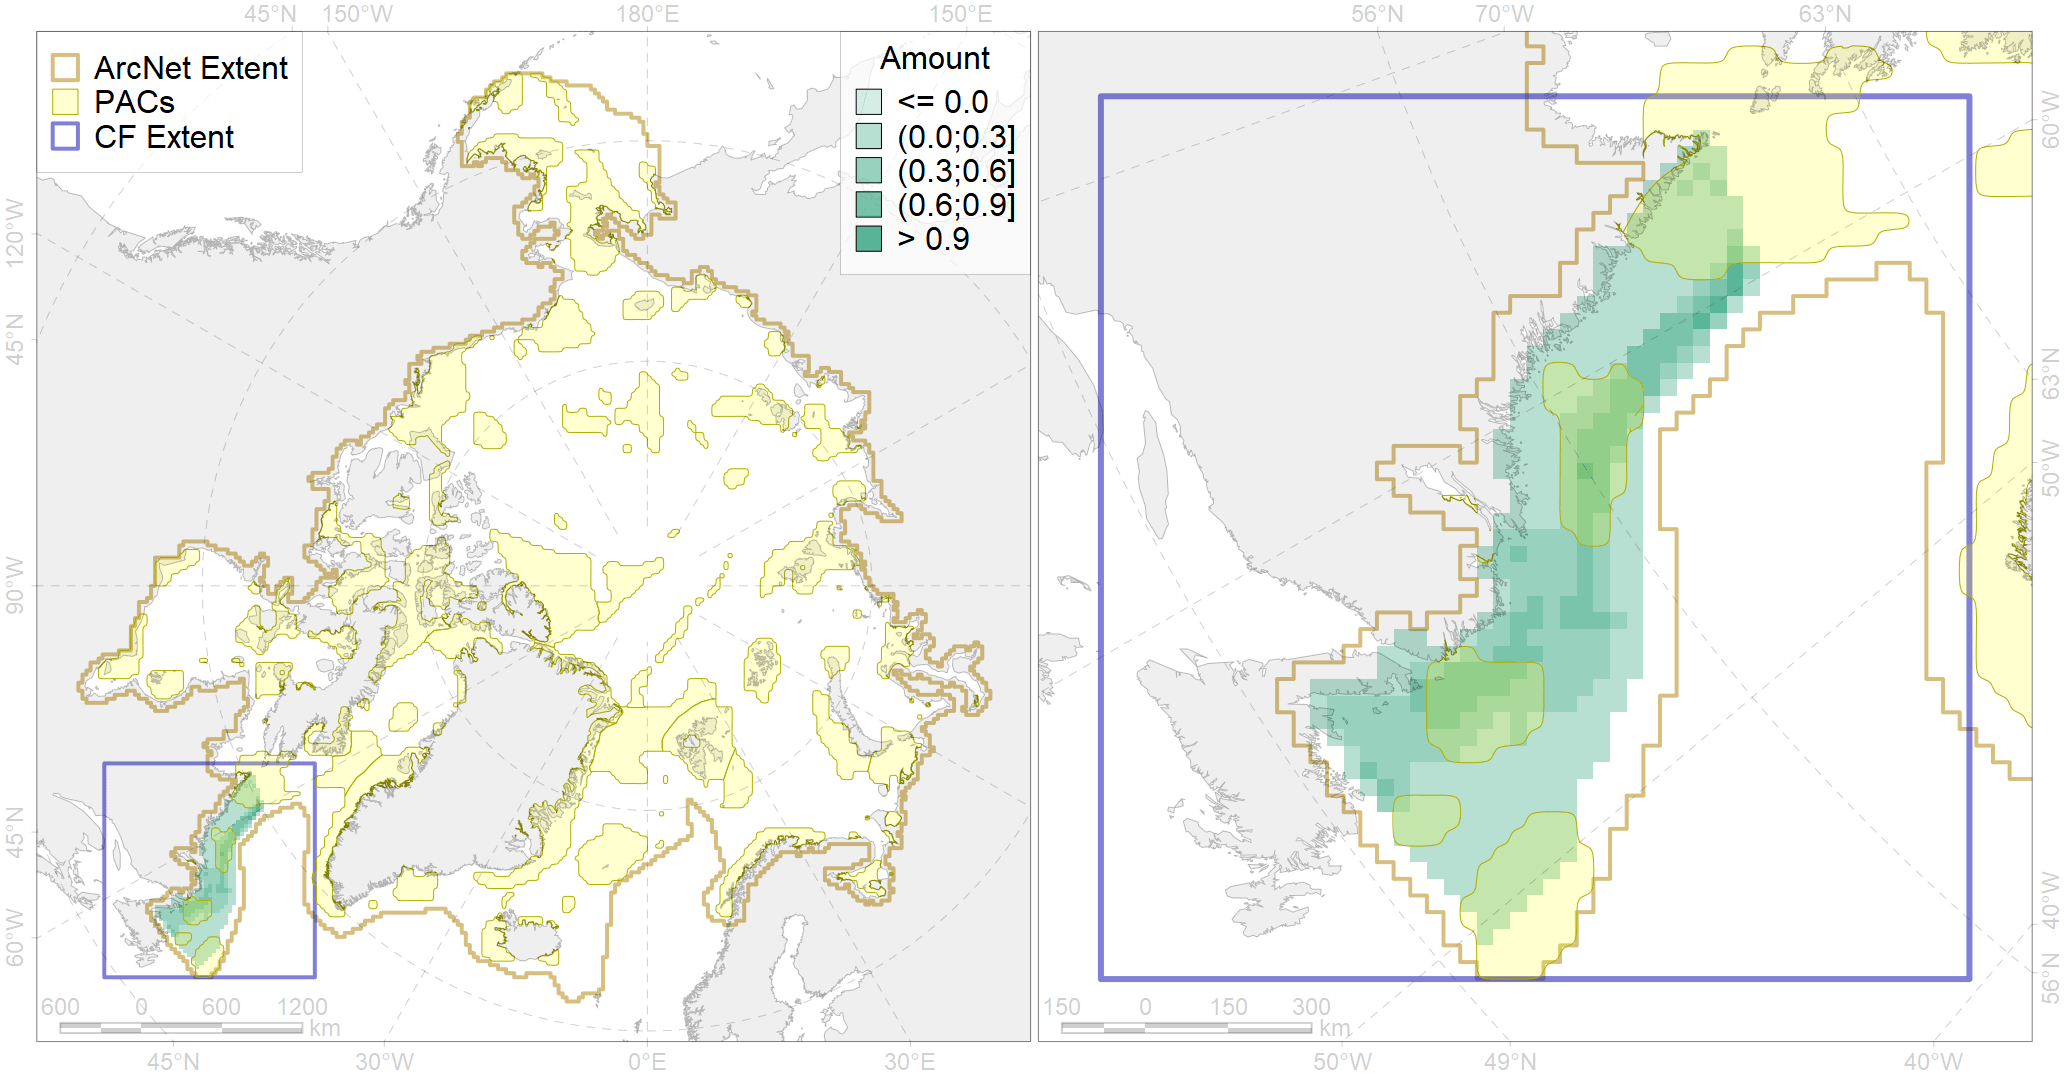 45°N 150°W 180°E 150°E
56°N 70°W 63°N
ArcNet Extent
PACs
CF Extent
Amount
<= 0.0
(0.0;0.3]
(0.3;0.6]
(0.6;0.9]
> 0.9
120°W
45°N
90°W
45°N
60°W
60°W
63°N
50°W
40°W
56°N
600 0 600 1200
km
150 0 150 300
km
45°N 30°W 0°E 30°E
50°W 49°N 40°W